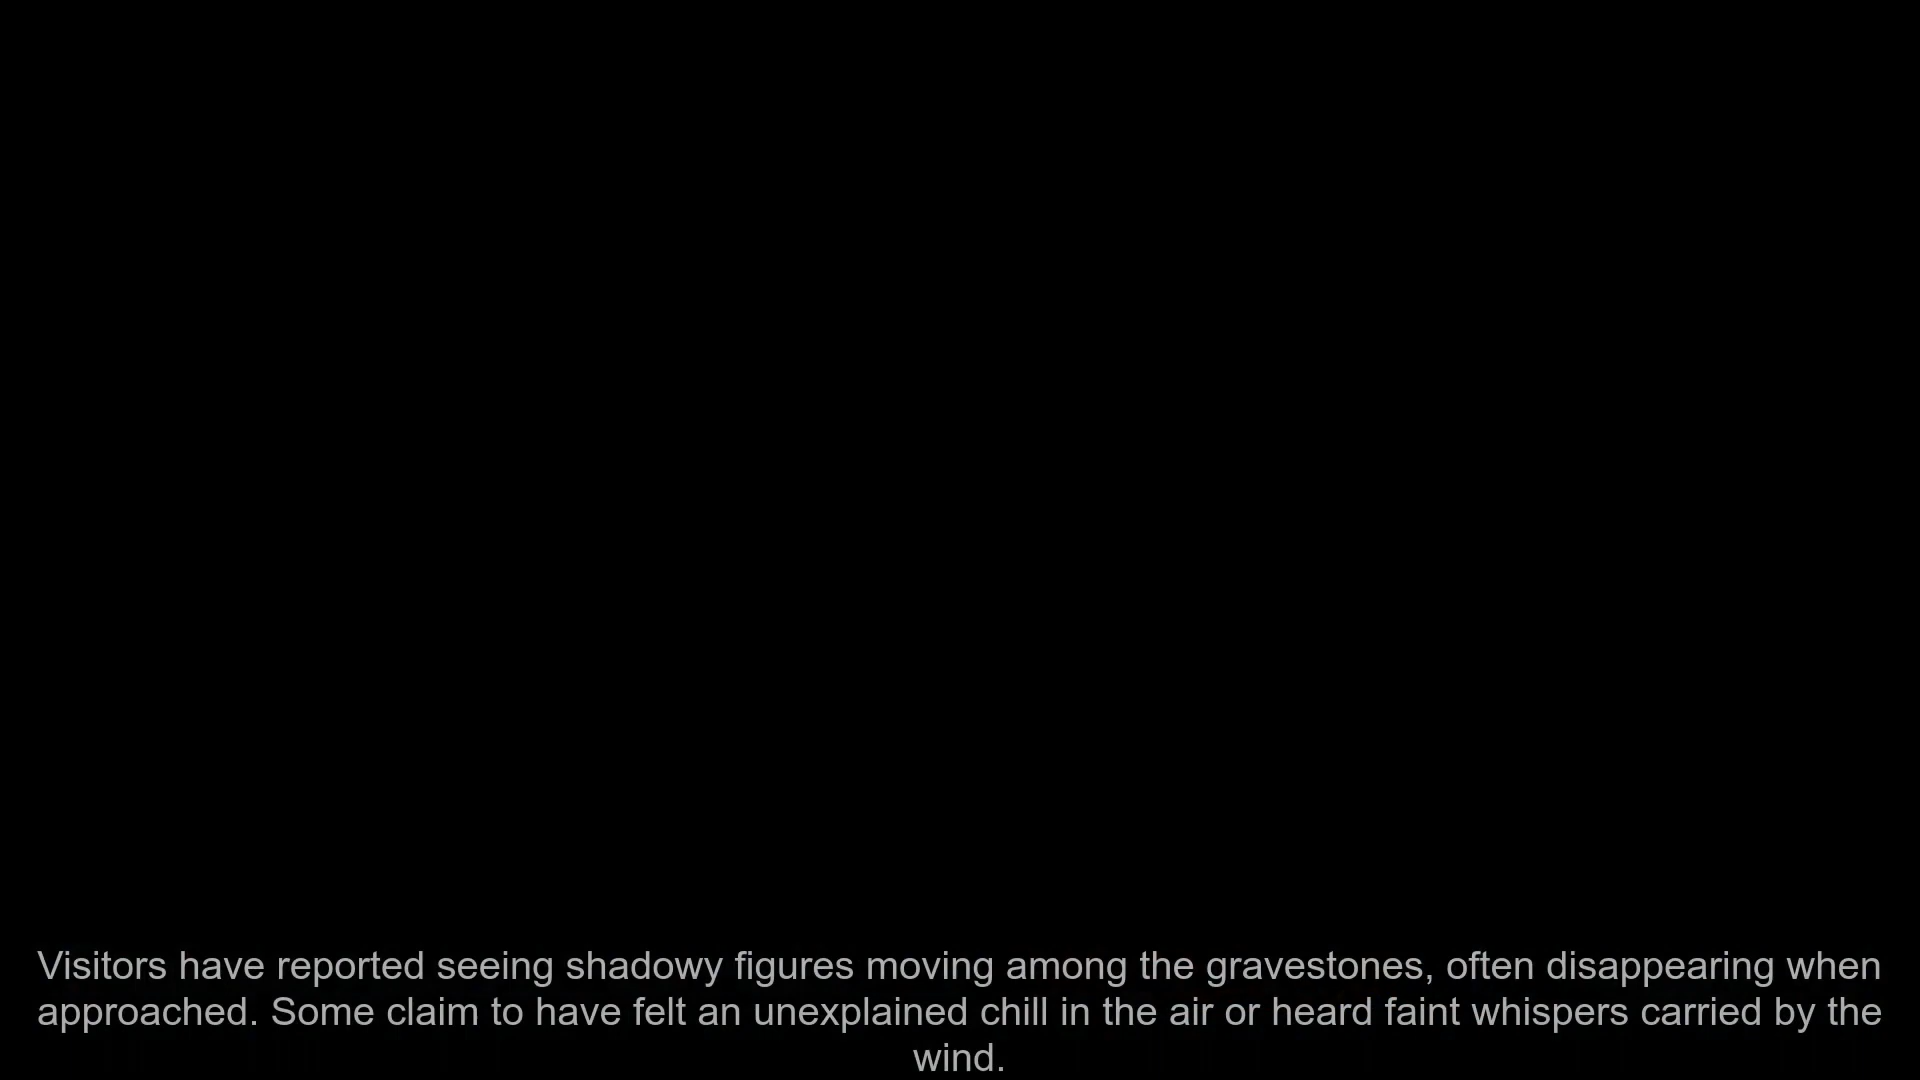 Visitors have reported seeing shadowy figures moving among the gravestones, often disappearing when
approached. Some claim to have felt an unexplained chill in the air or heard faint whispers carried by the
wind.